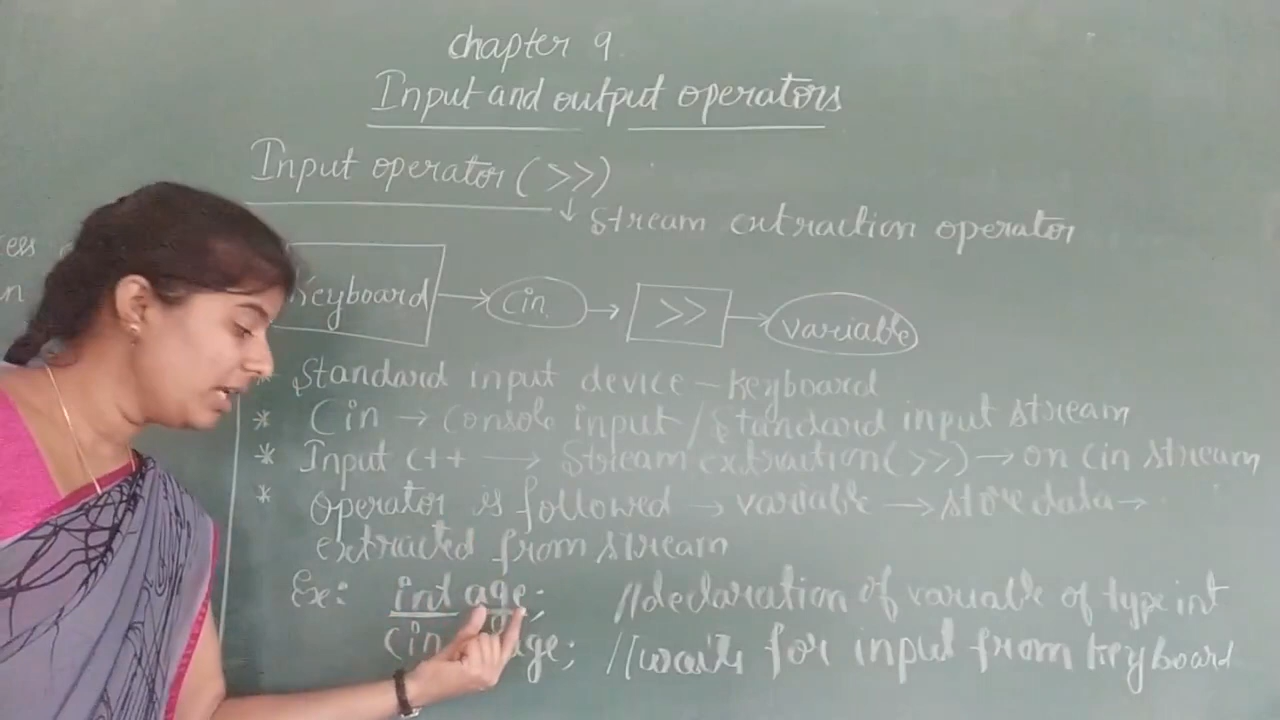 chapter 9
Input and output operators
Input operator (>>)
↓ Stream extraction operator
Keyboard → Cin → >> → variable
* Standard input device - keyboard
* Cin → Console input / Standard input stream
* Input C++ → Stream extraction (>>) → on Cin stream
* Operator is followed → variable → store data →
extracted from stream
Ex: int age; //declaration of variable of type int
Cin age; //waits for input from keyboard